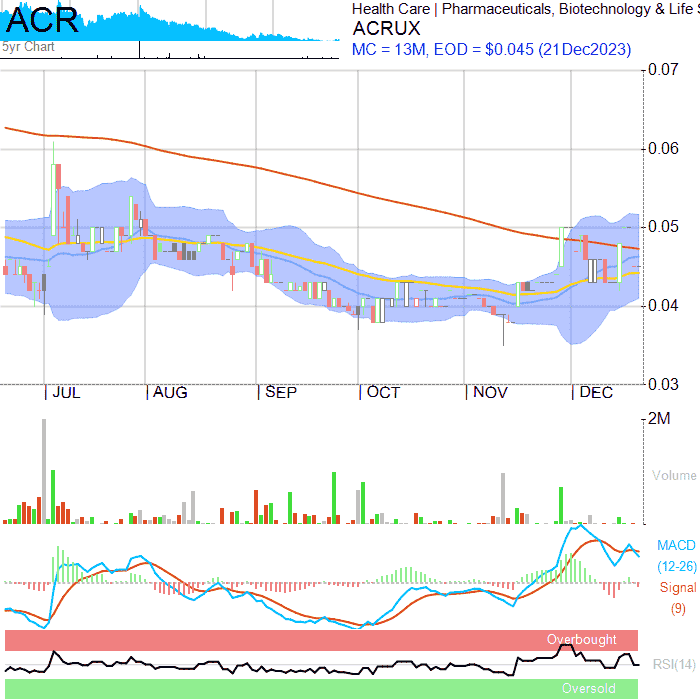 ACR
5yr Chart
Health Care | Pharmaceuticals, Biotechnology & Life S
ACRUX
MC = 13M, EOD = $0.045 (21Dec2023)
0.07
0.06
0.05
0.04
0.03
JUL AUG SEP OCT NOV DEC
2M
Volume
MACD
(12-26)
Signal
(9)
Overbought
RSI(14)
Oversold